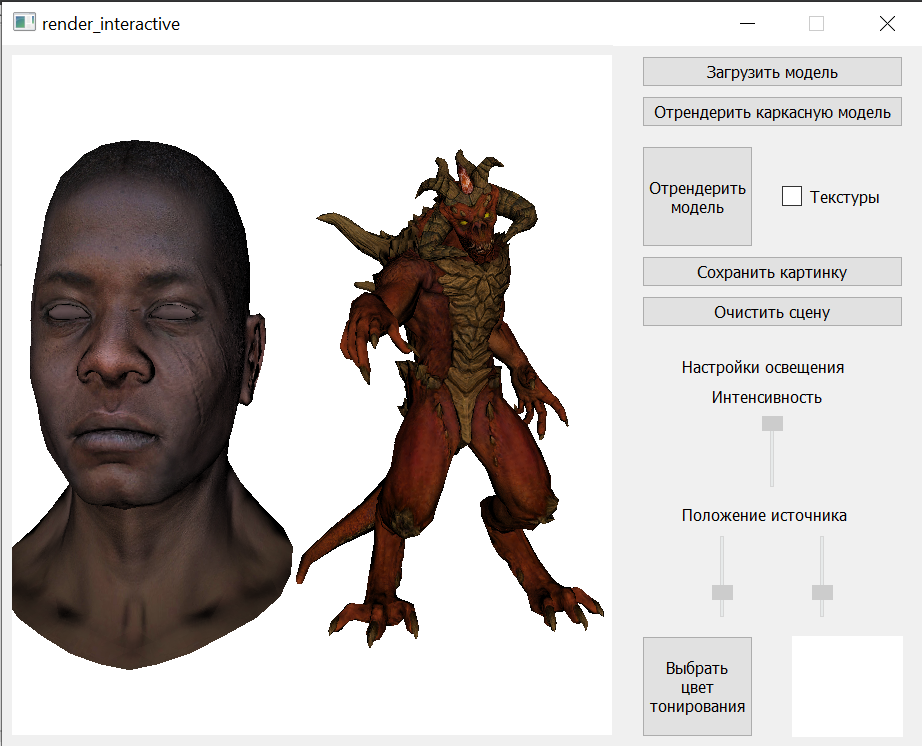 render_interactive
Загрузить модель
Отрендерить каркасную модель
Отрендерить
модель
Текстуры
Сохранить картинку
Очистить сцену
Настройки освещения
Интенсивность
Положение источника
Выбрать
цвет
тонирования